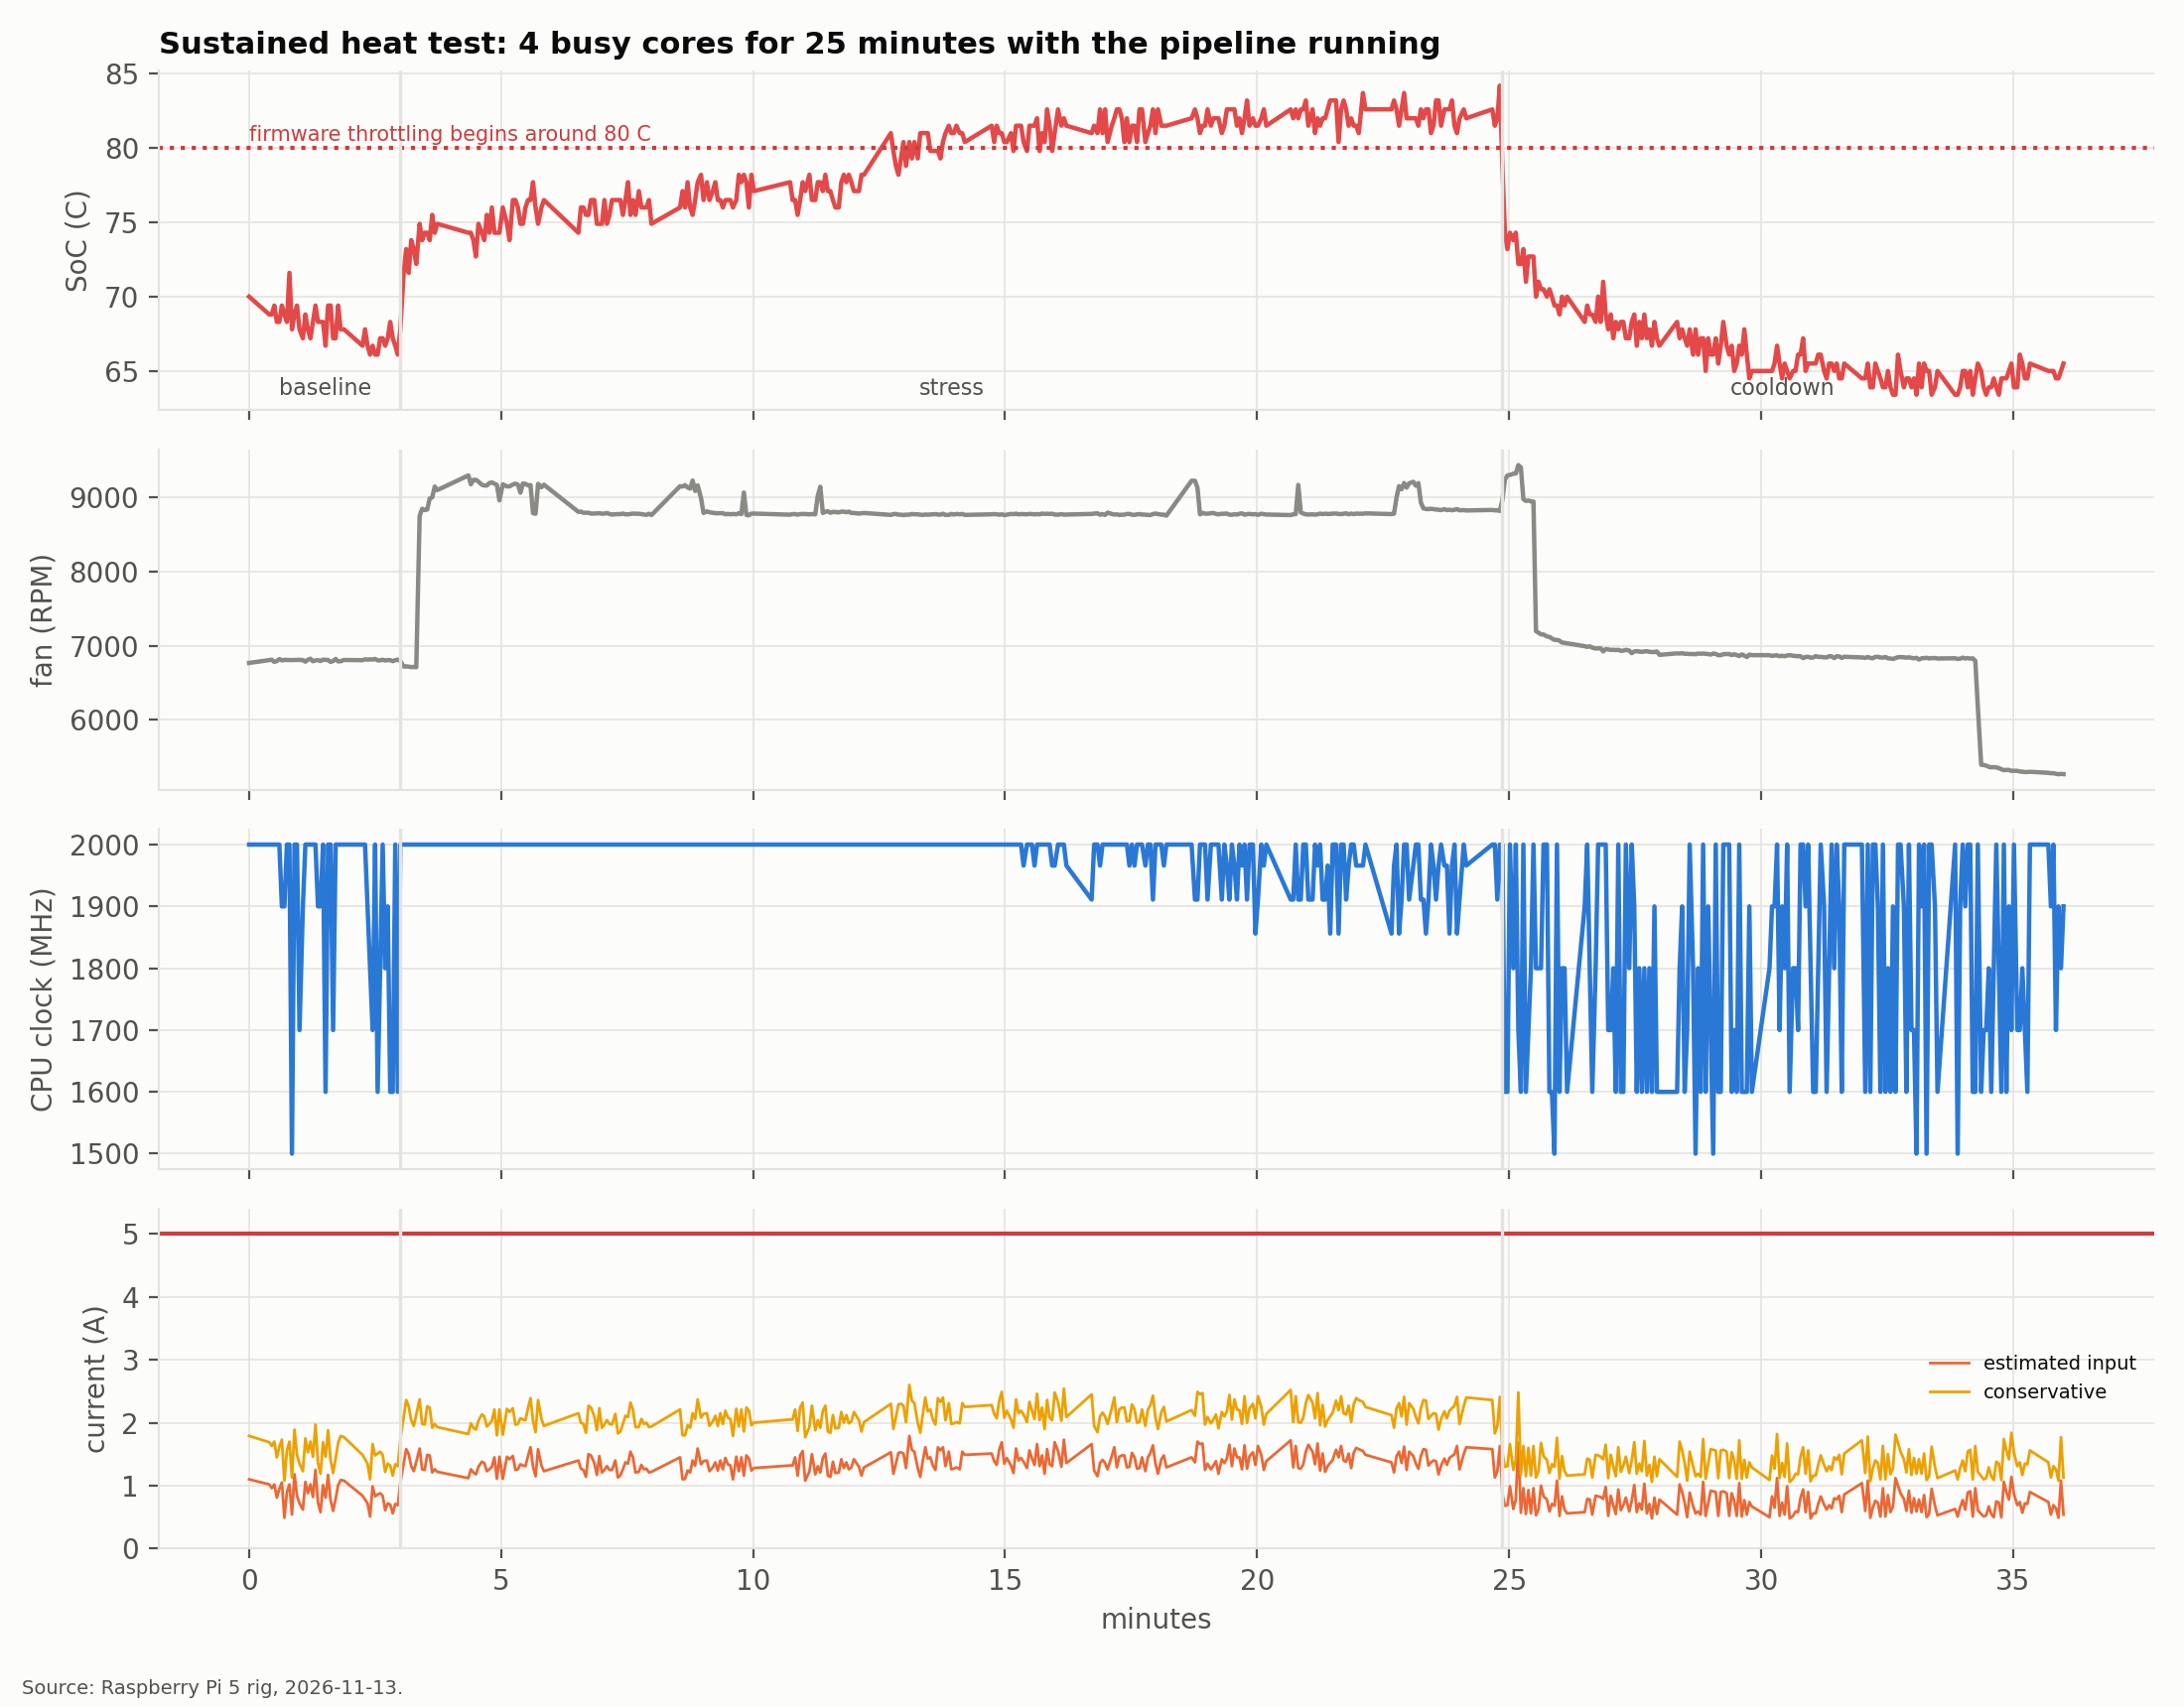 Sustained heat test: 4 busy cores for 25 minutes with the pipeline running
85
80
75
70
65
SoC (C)
firmware throttling begins around 80 C
baseline
stress
cooldown
9000
8000
7000
6000
fan (RPM)
2000
1900
1800
1700
1600
1500
CPU clock (MHz)
5
4
3
2
1
0
current (A)
estimated input
conservative
0 5 10 15 20 25 30 35
minutes
Source: Raspberry Pi 5 rig, 2026-11-13.